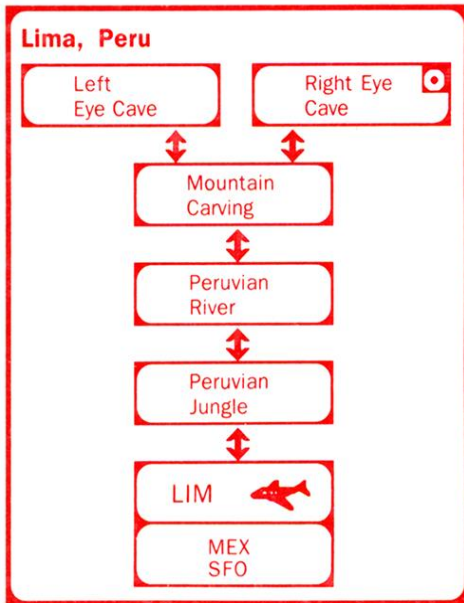 Lima, Peru
Left
Eye Cave
Right Eye
Cave
Mountain
Carving
Peruvian
River
Peruvian
Jungle
LIM
MEX
SFO